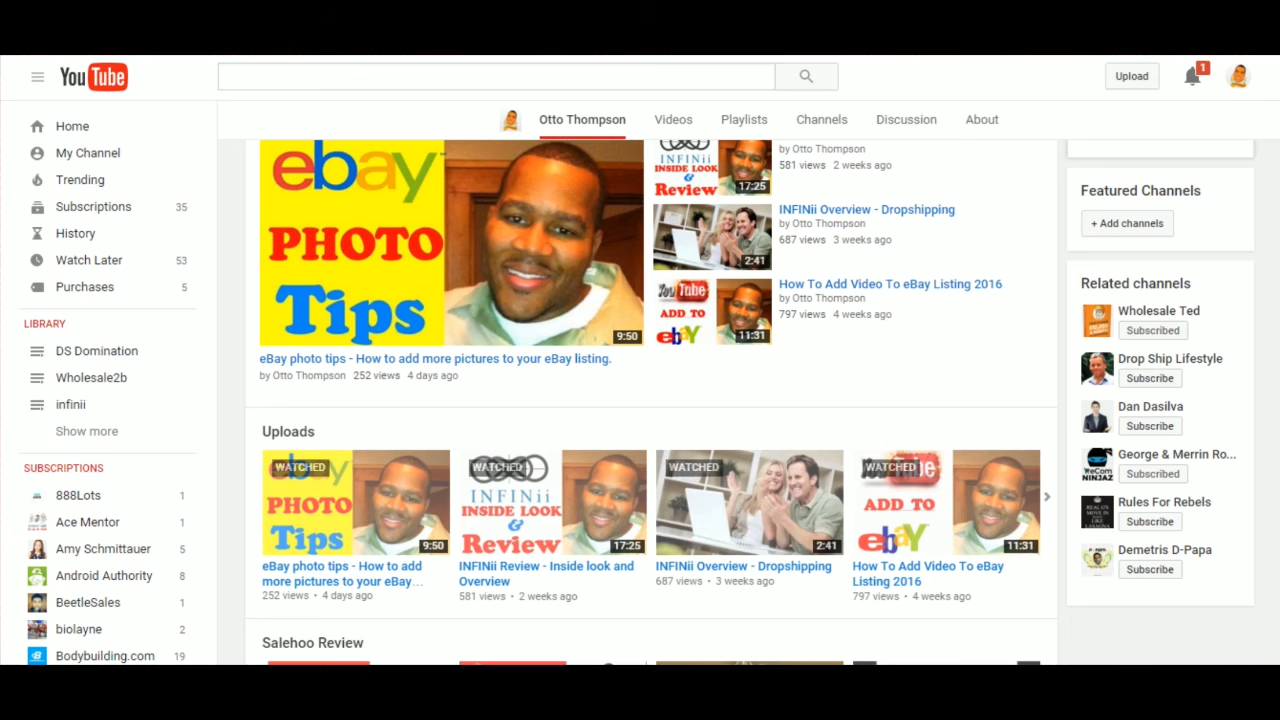 You Tube
Upload
1
Otto Thompson
Videos
Playlists
Channels
Discussion
About
Home
My Channel
Trending
Subscriptions 35
History
Watch Later 53
Purchases 5
LIBRARY
DS Domination
Wholesale2b
infinii
Show more
SUBSCRIPTIONS
888Lots 1
Ace Mentor 1
Amy Schmittauer 5
Android Authority 8
BeetleSales 1
biolayne 2
Bodybuilding.com 19
ebay
PHOTO
Tips
9:50
eBay photo tips - How to add more pictures to your eBay listing.
by Otto Thompson 252 views 4 days ago
INFINii
INSIDE LOOK
&
Review
17:25
by Otto Thompson
581 views 2 weeks ago
2:41
INFINii Overview - Dropshipping
by Otto Thompson
687 views 3 weeks ago
You Tube
ADD TO
ebay
11:31
How To Add Video To eBay Listing 2016
by Otto Thompson
797 views 4 weeks ago
Uploads
WATCHED
ebay
PHOTO
Tips
9:50
eBay photo tips - How to add
more pictures to your eBay...
252 views • 4 days ago
WATCHED
INFINii
INSIDE LOOK
&
Review
17:25
INFINii Review - Inside look and
Overview
581 views • 2 weeks ago
WATCHED
2:41
INFINii Overview - Dropshipping
687 views • 3 weeks ago
WATCHED
ADD TO
ebay
11:31
How To Add Video To eBay
Listing 2016
797 views • 4 weeks ago
Salehoo Review
Featured Channels
+ Add channels
Related channels
Wholesale Ted
Subscribed
Drop Ship Lifestyle
Subscribe
Dan Dasilva
Subscribe
WeCom
NINJAZ
George & Merrin Ro...
Subscribed
Rules For Rebels
Subscribe
Demetris D-Papa
Subscribe